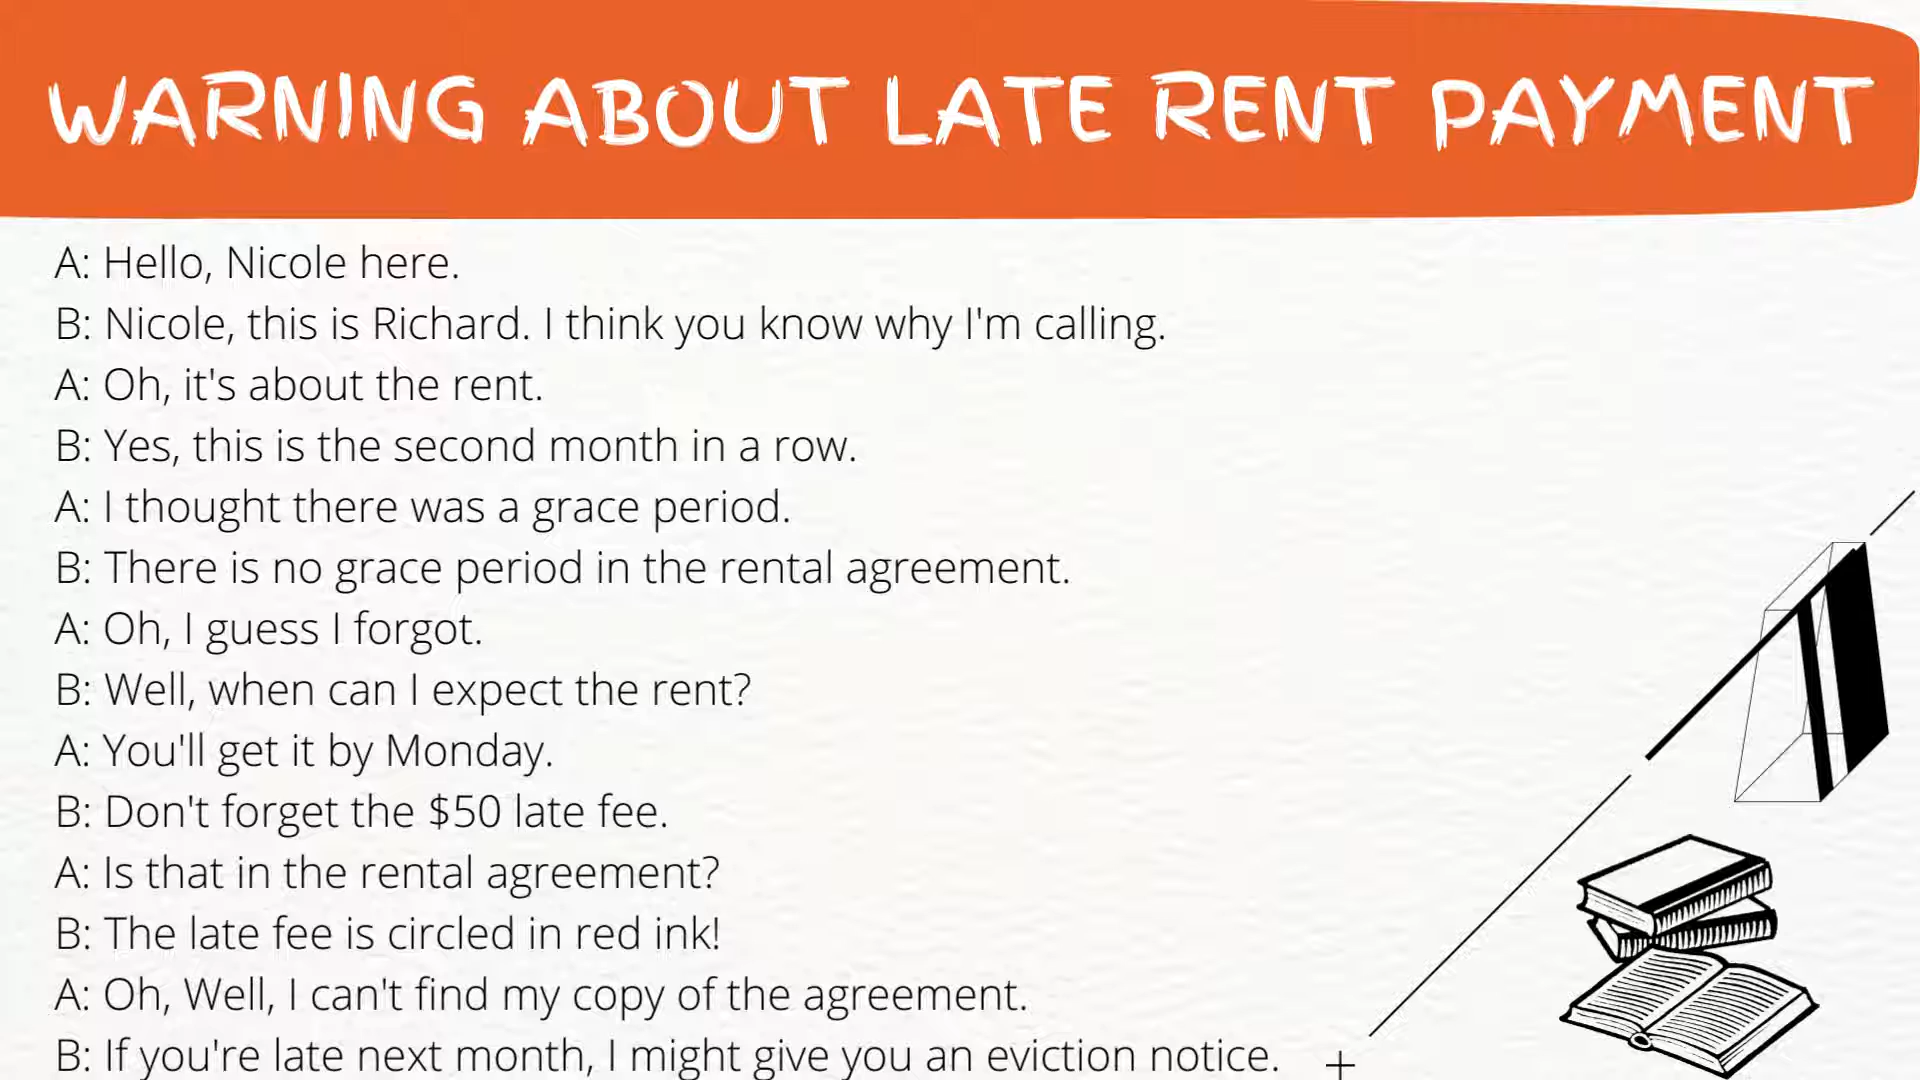 WARNING ABOUT LATE RENT PAYMENT
A: Hello, Nicole here.
B: Nicole, this is Richard. I think you know why I'm calling.
A: Oh, it's about the rent.
B: Yes, this is the second month in a row.
A: I thought there was a grace period.
B: There is no grace period in the rental agreement.
A: Oh, I guess I forgot.
B: Well, when can I expect the rent?
A: You'll get it by Monday.
B: Don't forget the $50 late fee.
A: Is that in the rental agreement?
B: The late fee is circled in red ink!
A: Oh, Well, I can't find my copy of the agreement.
B: If you're late next month, I might give you an eviction notice.